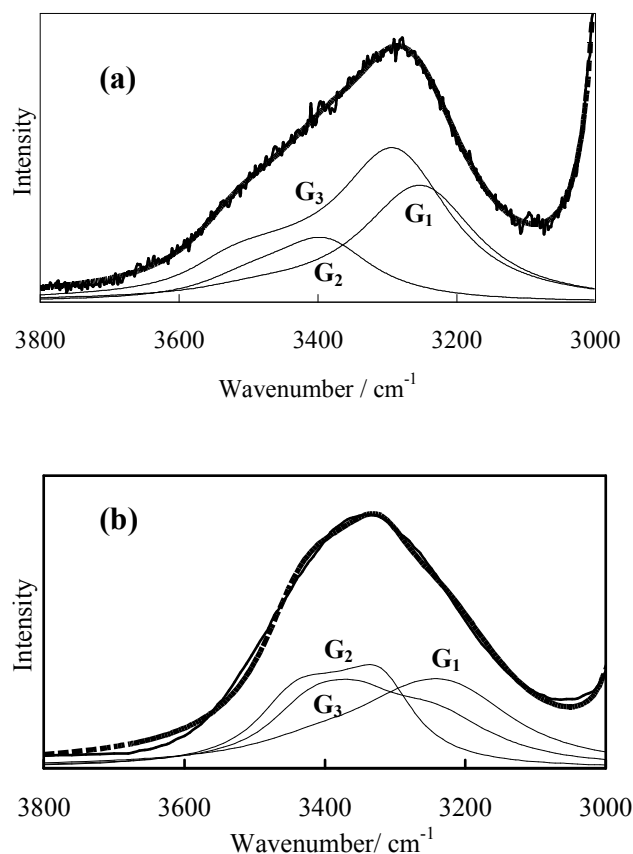 (a)
Intensity
G3
G1
G2
3800 3600 3400 3200 3000
Wavenumber / cm-1
(b)
Intensity
G2
G1
G3
3800 3600 3400 3200 3000
Wavenumber/ cm-1